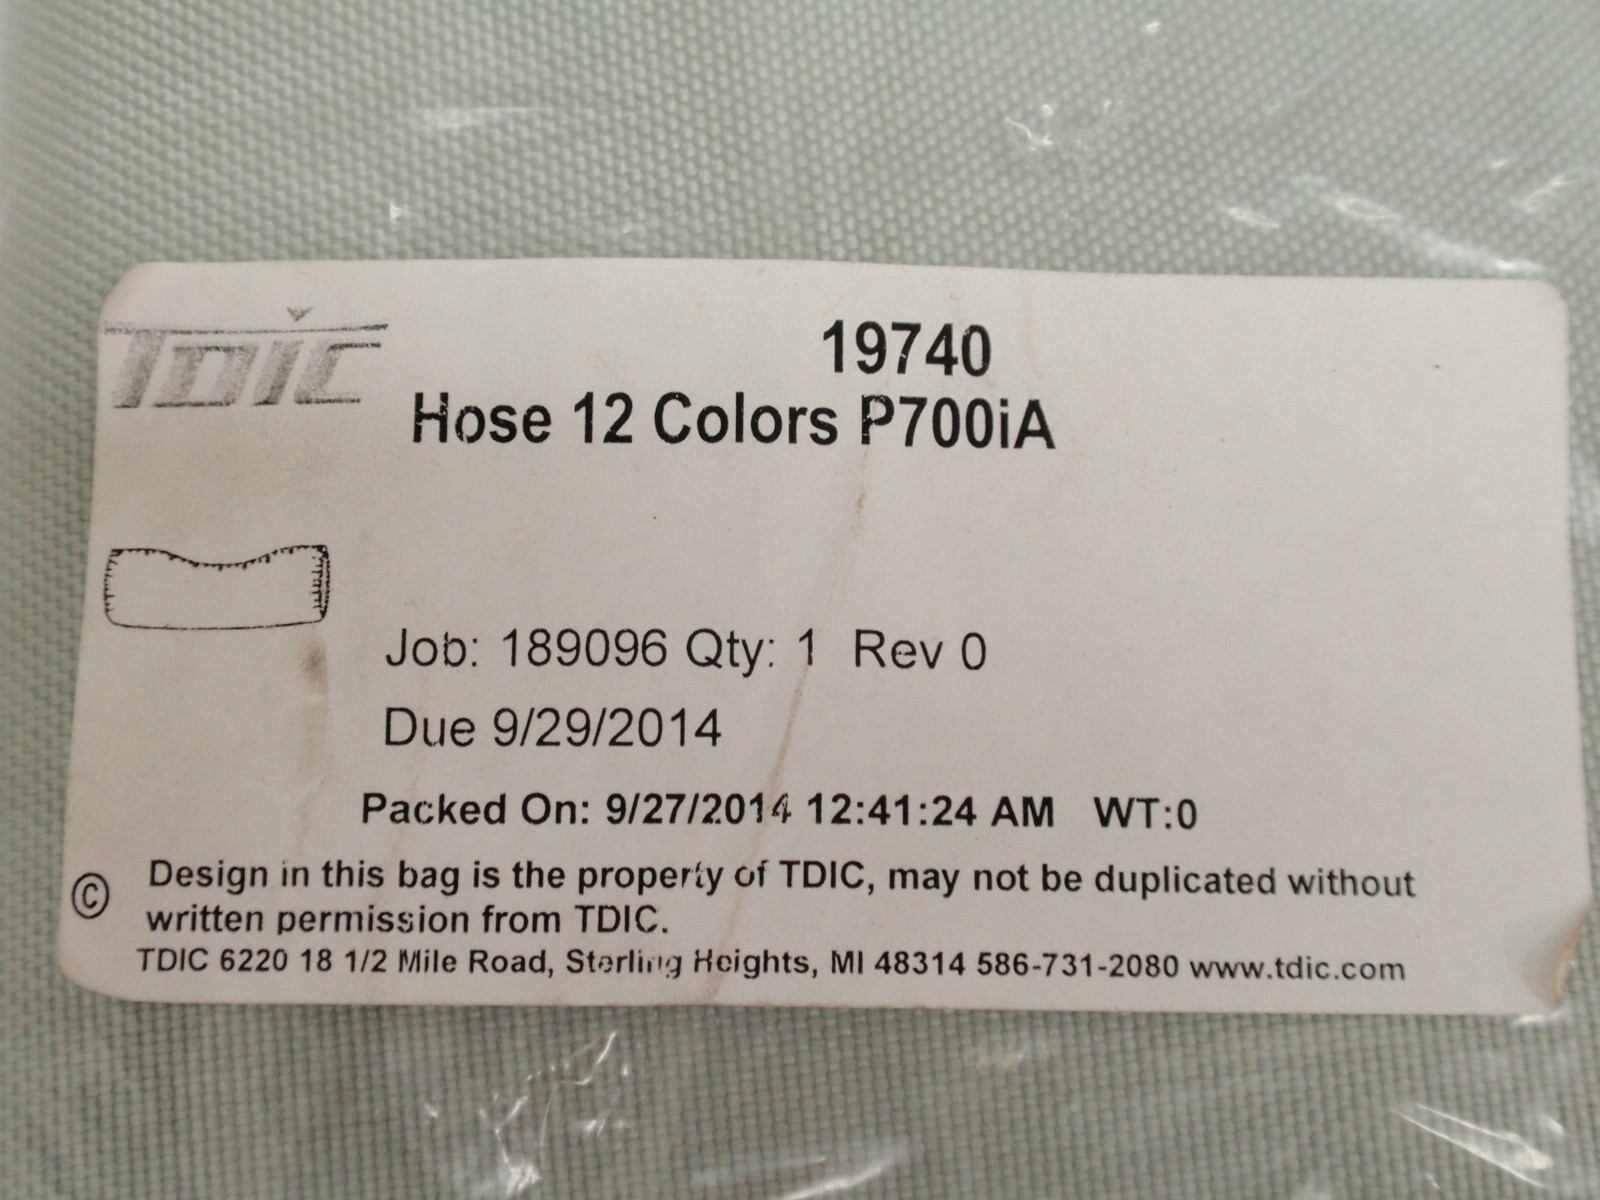 TDIC
19740
Hose 12 Colors P700iA
Job: 189096 Qty: 1 Rev 0
Due 9/29/2014
Packed On: 9/27/2014 12:41:24 AM WT:0
© Design in this bag is the property of TDIC, may not be duplicated without
written permission from TDIC.
TDIC 6220 18 1/2 Mile Road, Sterling Heights, MI 48314 586-731-2080 www.tdic.com